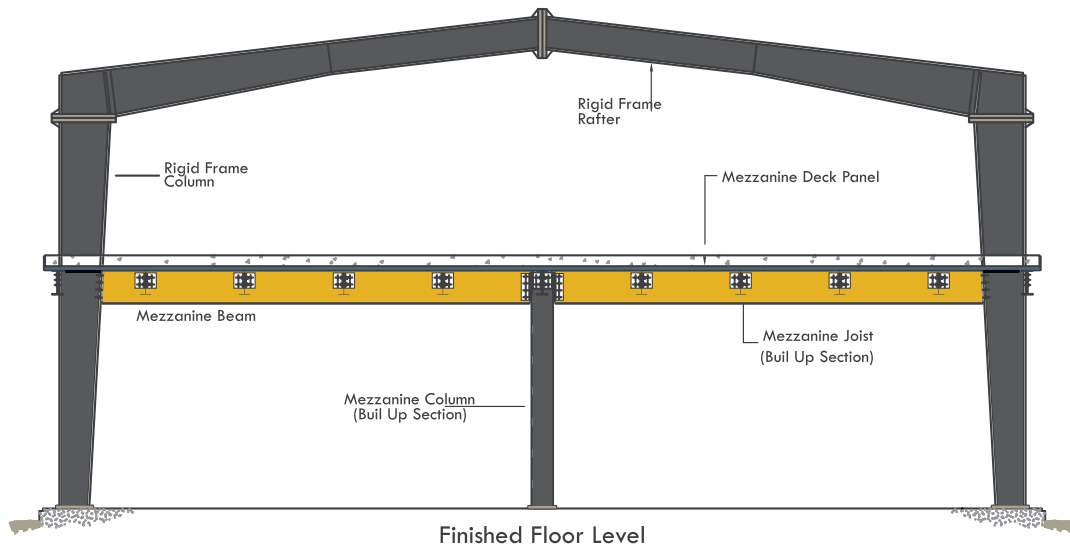 Rigid Frame
Rafter
Rigid Frame
Column
Mezzanine Deck Panel
Mezzanine Beam
Mezzanine Joist
(Buil Up Section)
Mezzanine Column
(Buil Up Section)
Finished Floor Level